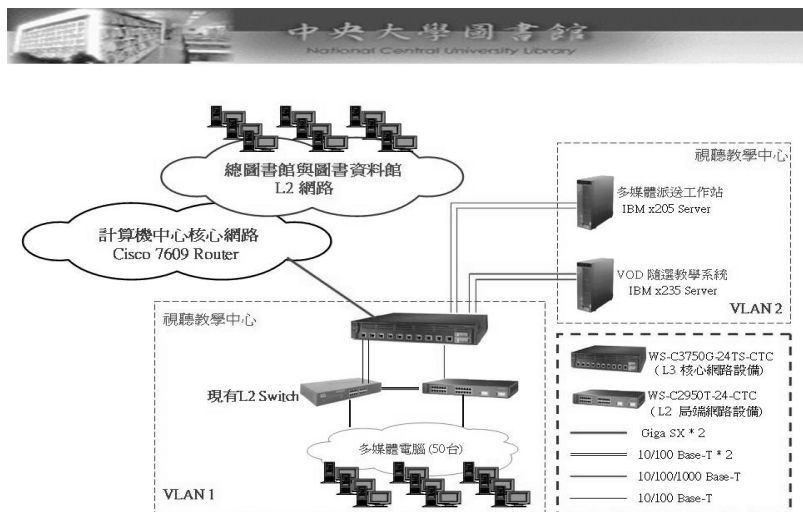 中央大學圖書館
National Central University Library
總圖書館與圖書資料館
L2 網路
計算機中心核心網路
Cisco 7609 Router
視聽教學中心
多媒體派送工作站
IBM x205 Server
VOD 隨選教學系統
IBM x235 Server
VLAN 2
視聽教學中心
現有L2 Switch
多媒體電腦 (50台)
VLAN 1
WS-C3750G-24TS-CTC
(L3 核心網路設備)
WS-C2950T-24-CTC
(L2 局端網路設備)
Giga SX * 2
10/100 Base-T * 2
10/100/1000 Base-T
10/100 Base-T